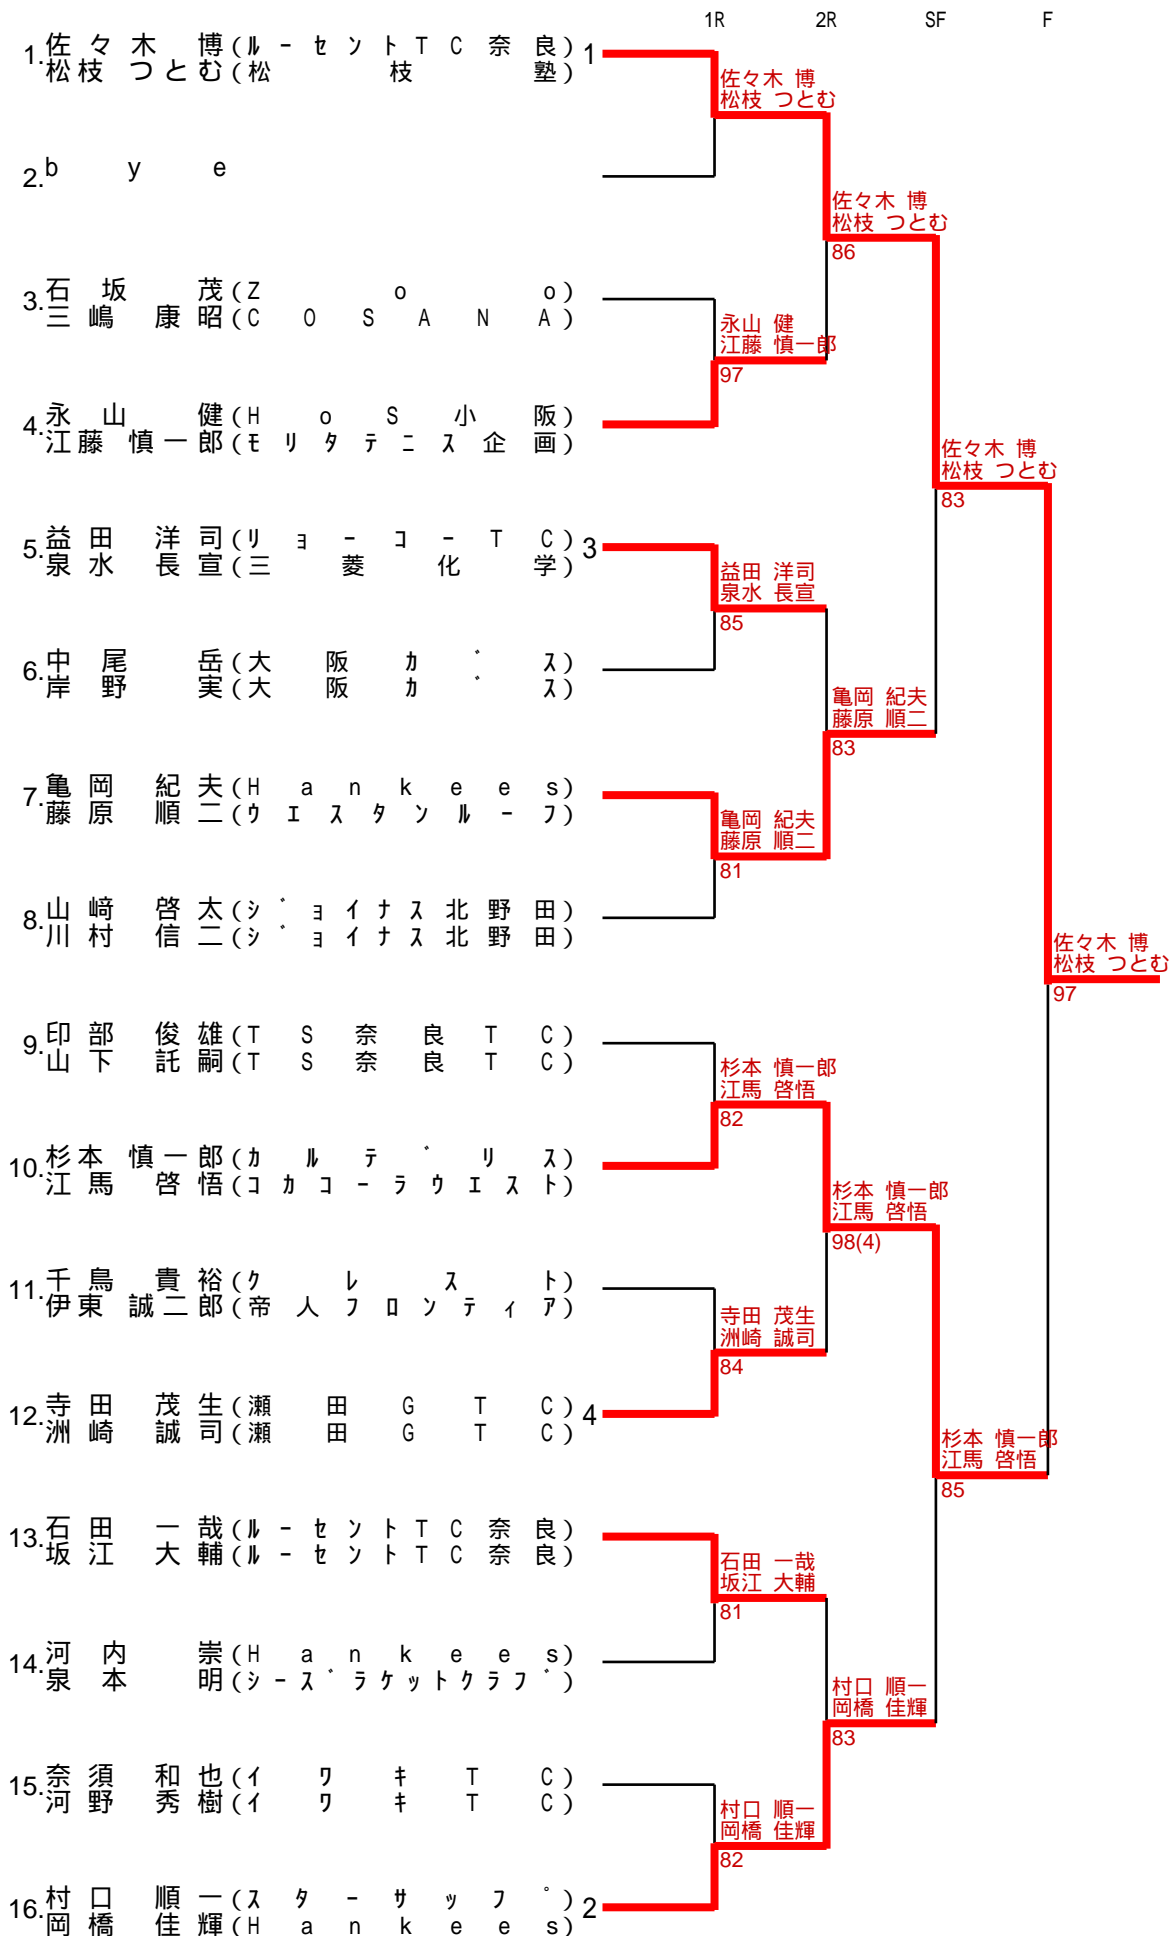 1R 2R SF F
1. 佐々木 博 (ルーセントTC奈良) 1
松枝 つとむ (松枝塾)
佐々木 博
松枝 つとむ
2. bye
佐々木 博
松枝 つとむ
86
3. 石坂 茂 (Zoo)
三嶋 康昭 (COSANA)
永山 健
江藤 慎一郎
97
4. 永山 健 (HoS小阪)
江藤 慎一郎 (モリタテニス企画)
佐々木 博
松枝 つとむ
83
5. 益田 洋司 (リョーコーTC) 3
泉水 長宣 (三菱化学)
益田 洋司
泉水 長宣
85
6. 中尾 岳 (大阪ガス)
岸野 実 (大阪ガス)
亀岡 紀夫
藤原 順二
83
7. 亀岡 紀夫 (Hankees)
藤原 順二 (ウエスタンルーフ)
亀岡 紀夫
藤原 順二
81
8. 山﨑 啓太 (ジョイナス北野田)
川村 信二 (ジョイナス北野田)
佐々木 博
松枝 つとむ
97
9. 印部 俊雄 (TS奈良TC)
山下 託嗣 (TS奈良TC)
杉本 慎一郎
江馬 啓悟
82
10. 杉本 慎一郎 (カルデリス)
江馬 啓悟 (コカコーラウエスト)
杉本 慎一郎
江馬 啓悟
98(4)
11. 千鳥 貴裕 (クレスト)
伊東 誠二郎 (帝人フロンティア)
寺田 茂生
洲崎 誠司
84
12. 寺田 茂生 (瀬田GTC) 4
洲崎 誠司 (瀬田GTC)
杉本 慎一郎
江馬 啓悟
85
13. 石田 一哉 (ルーセントTC奈良)
坂江 大輔 (ルーセントTC奈良)
石田 一哉
坂江 大輔
81
14. 河内 崇 (Hankees)
泉本 明 (シーズラケットクラブ)
村口 順一
岡橋 佳輝
83
15. 奈須 和也 (イワキTC)
河野 秀樹 (イワキTC)
村口 順一
岡橋 佳輝
82
16. 村口 順一 (スターサップ) 2
岡橋 佳輝 (Hankees)